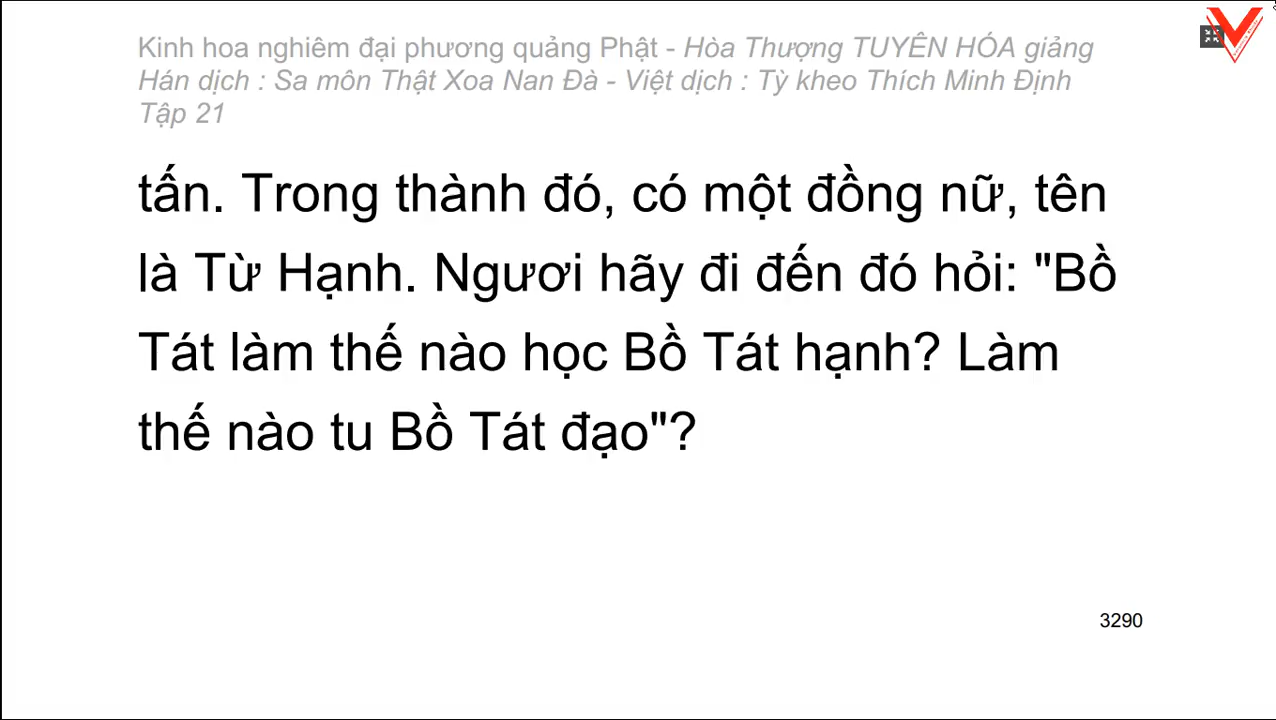 Kinh hoa nghiêm đại phương quảng Phật - Hòa Thượng TUYÊN HÓA giảng
Hán dịch : Sa môn Thật Xoa Nan Đà - Việt dịch : Tỳ kheo Thích Minh Định
Tập 21
tấn. Trong thành đó, có một đồng nữ, tên
là Từ Hạnh. Ngươi hãy đi đến đó hỏi: "Bồ
Tát làm thế nào học Bồ Tát hạnh? Làm
thế nào tu Bồ Tát đạo"?
3290